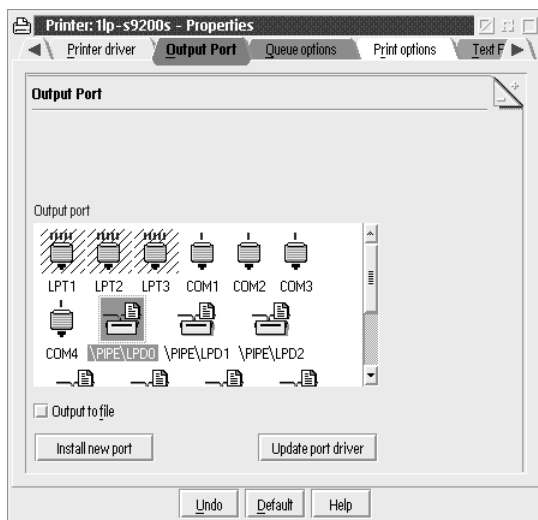 Printer: 1lp-s9200s - Properties
Printer driver Output Port Queue options Print options Text F
Output Port
Output port
LPT1 LPT2 LPT3 COM1 COM2 COM3
COM4 \PIPE\LPD0 \PIPE\LPD1 \PIPE\LPD2
Output to file
Install new port Update port driver
Undo Default Help